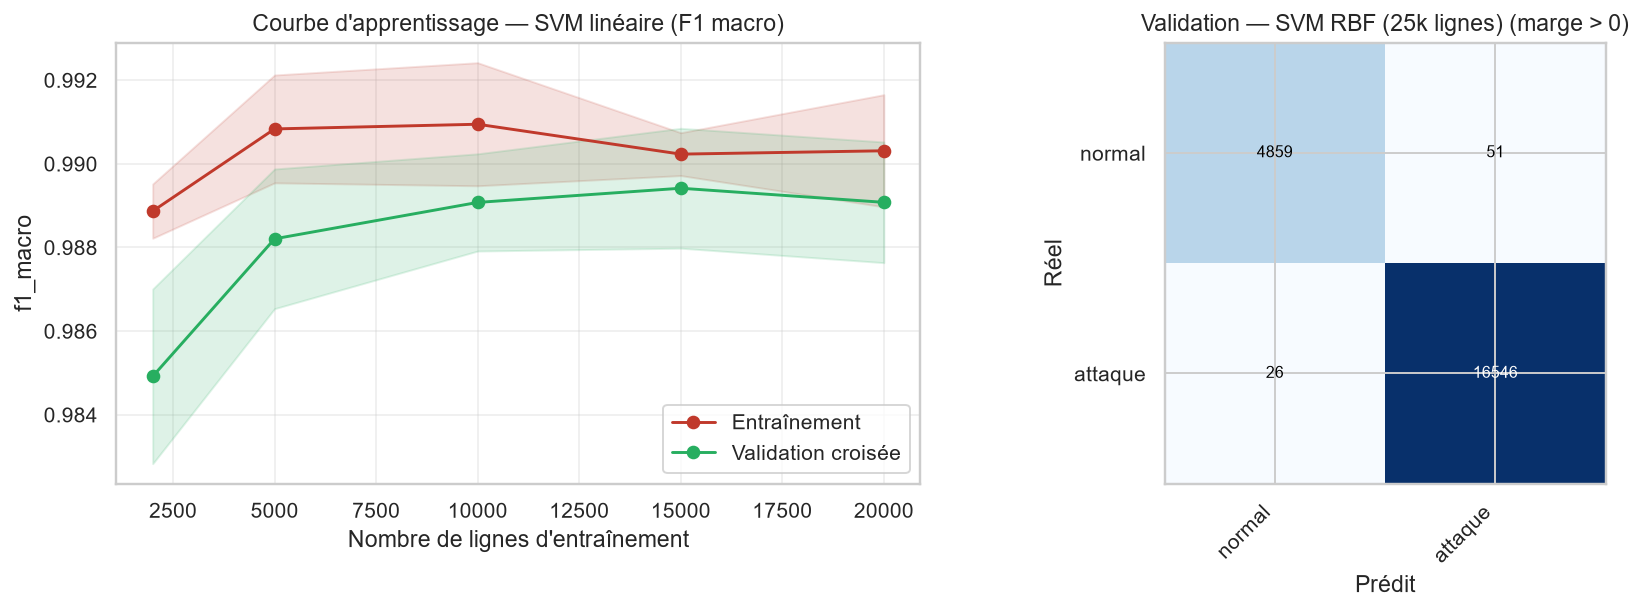 Courbe d'apprentissage — SVM linéaire (F1 macro)
f1_macro
0.992
0.990
0.988
0.986
0.984
2500 5000 7500 10000 12500 15000 17500 20000
Nombre de lignes d'entraînement
Entraînement
Validation croisée
Validation — SVM RBF (25k lignes) (marge > 0)
Réel
normal 4859 51
attaque 26 16546
normal attaque
Prédit